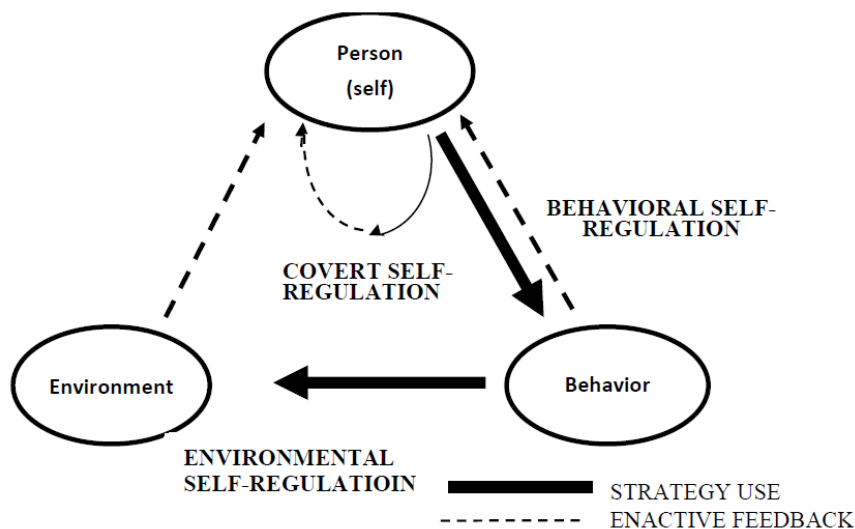 Person
(self)
BEHAVIORAL SELF-
REGULATION
COVERT SELF-
REGULATION
Environment
Behavior
ENVIRONMENTAL
SELF-REGULATIOIN
STRATEGY USE
ENACTIVE FEEDBACK